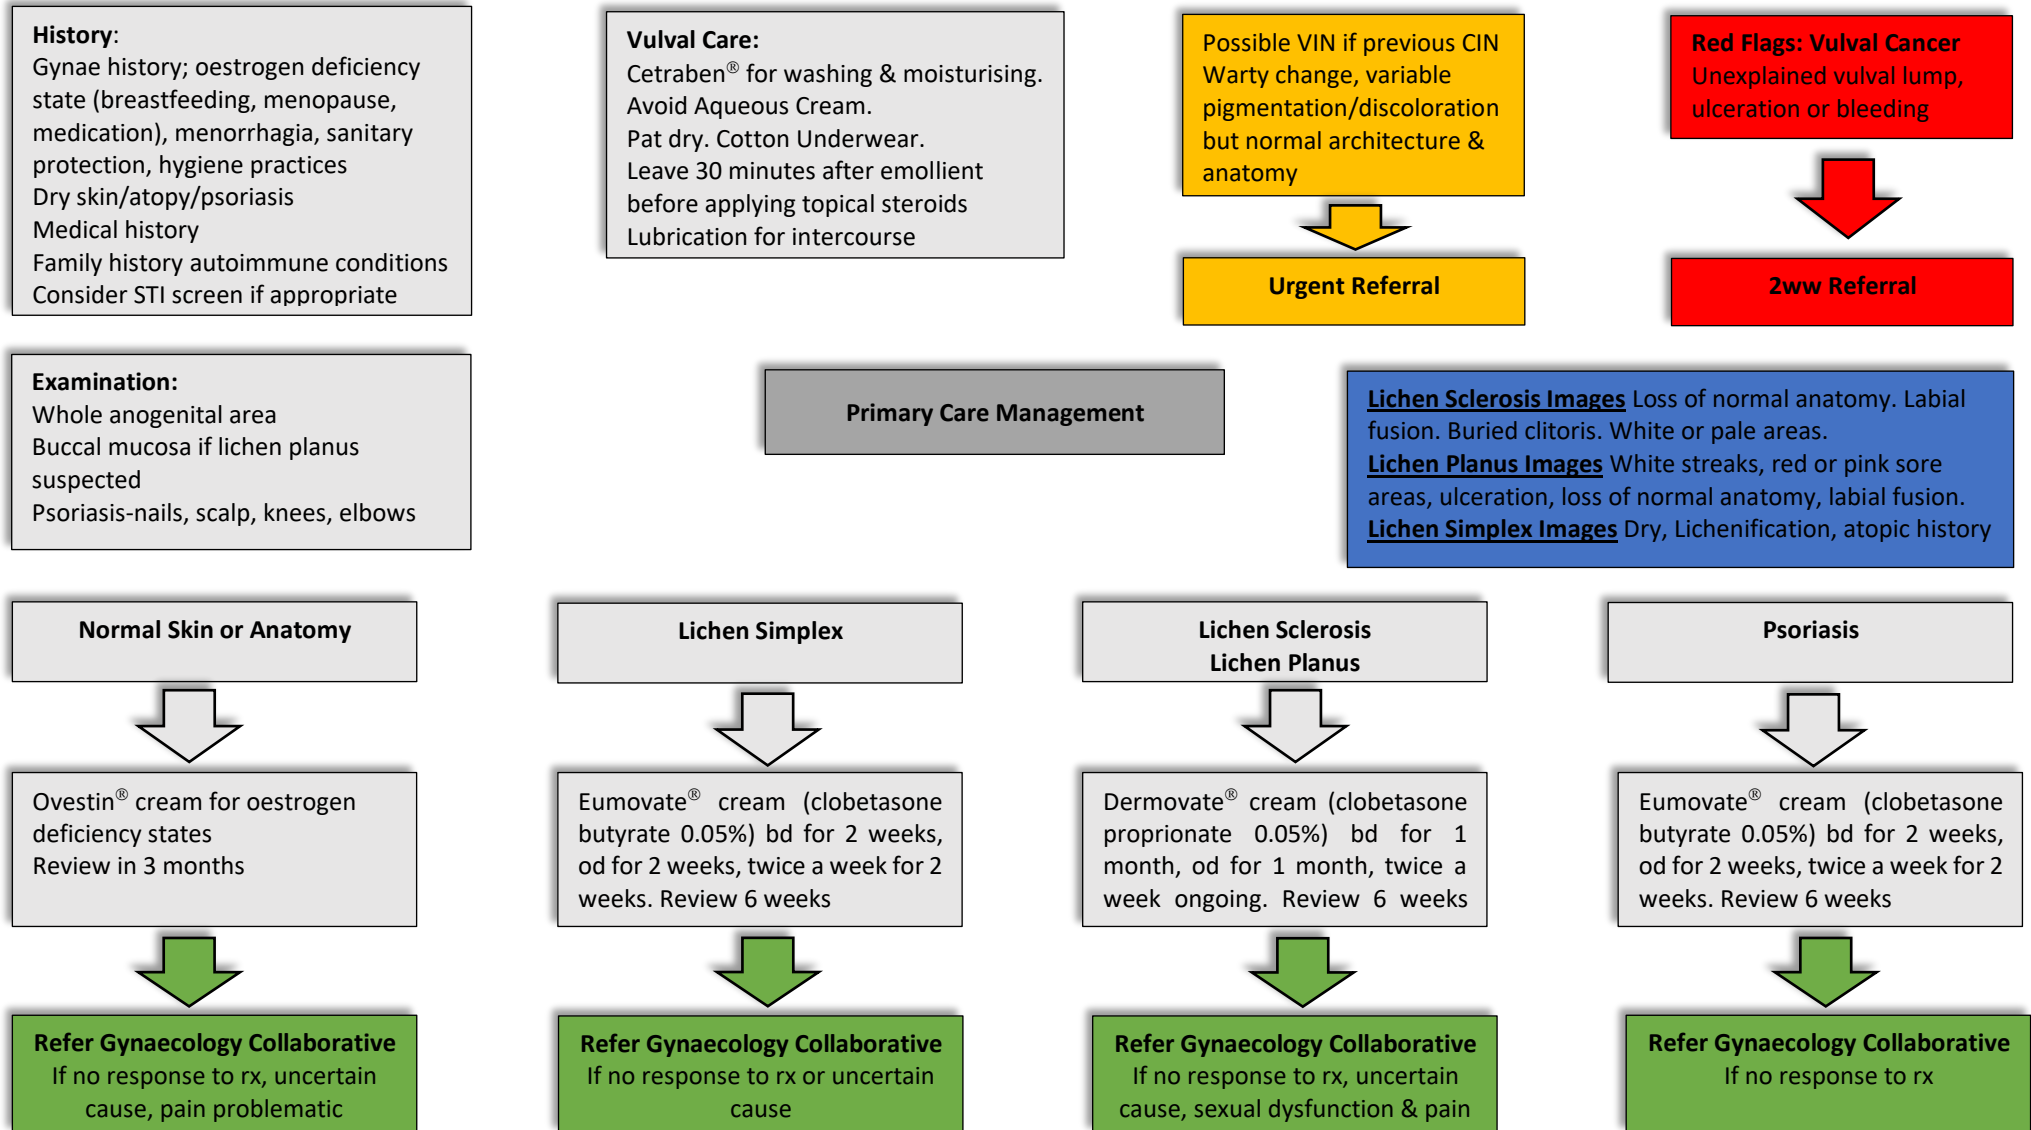 History:
Gynae history; oestrogen deficiency
state (breastfeeding, menopause,
medication), menorrhagia, sanitary
protection, hygiene practices
Dry skin/atopy/psoriasis
Medical history
Family history autoimmune conditions
Consider STI screen if appropriate
Vulval Care:
Cetraben® for washing & moisturising.
Avoid Aqueous Cream.
Pat dry. Cotton Underwear.
Leave 30 minutes after emollient
before applying topical steroids
Lubrication for intercourse
Possible VIN if previous CIN
Warty change, variable
pigmentation/discoloration
but normal architecture &
anatomy
Urgent Referral
Red Flags: Vulval Cancer
Unexplained vulval lump,
ulceration or bleeding
2ww Referral
Examination:
Whole anogenital area
Buccal mucosa if lichen planus
suspected
Psoriasis-nails, scalp, knees, elbows
Primary Care Management
Lichen Sclerosis Images Loss of normal anatomy. Labial
fusion. Buried clitoris. White or pale areas.
Lichen Planus Images White streaks, red or pink sore
areas, ulceration, loss of normal anatomy, labial fusion.
Lichen Simplex Images Dry, Lichenification, atopic history
Normal Skin or Anatomy
Ovestin® cream for oestrogen
deficiency states
Review in 3 months
Refer Gynaecology Collaborative
If no response to rx, uncertain
cause, pain problematic
Lichen Simplex
Eumovate® cream (clobetasone
butyrate 0.05%) bd for 2 weeks,
od for 2 weeks, twice a week for 2
weeks. Review 6 weeks
Refer Gynaecology Collaborative
If no response to rx or uncertain
cause
Lichen Sclerosis
Lichen Planus
Dermovate® cream (clobetasone
proprionate 0.05%) bd for 1
month, od for 1 month, twice a
week ongoing. Review 6 weeks
Refer Gynaecology Collaborative
If no response to rx, uncertain
cause, sexual dysfunction & pain
Psoriasis
Eumovate® cream (clobetasone
butyrate 0.05%) bd for 2 weeks,
od for 2 weeks, twice a week for 2
weeks. Review 6 weeks
Refer Gynaecology Collaborative
If no response to rx